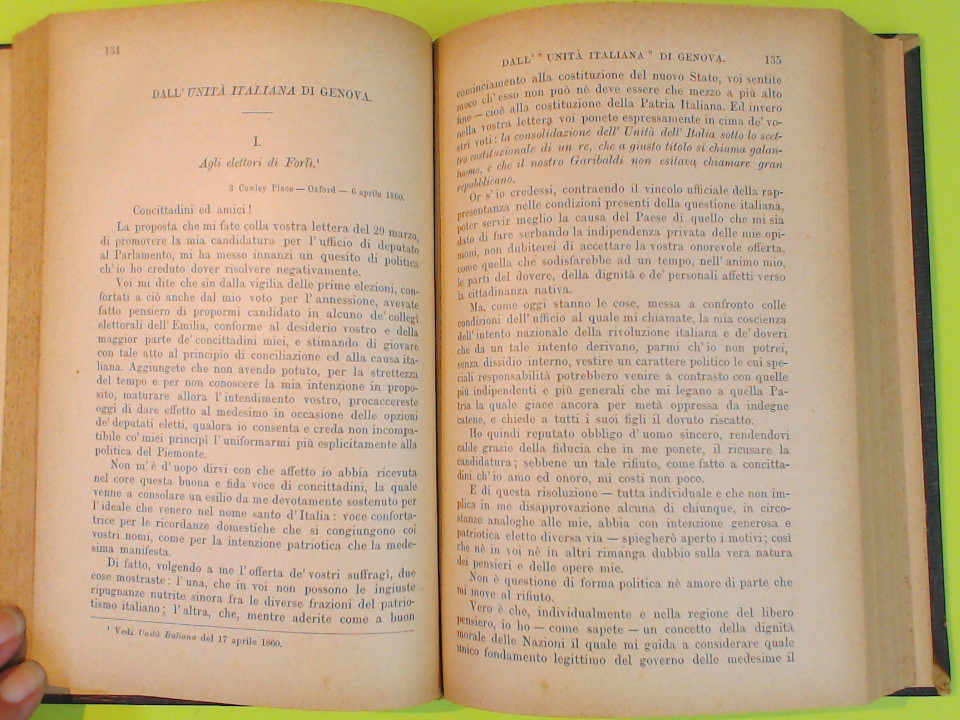 134
DALL' UNITÀ ITALIANA DI GENOVA.
I.
Agli elettori di Forlì.¹
3 Cowley Place — Oxford — 6 aprile 1860.
Concittadini ed amici!
La proposta che mi fate colla vostra lettera del 29 marzo,
di promovere la mia candidatura per l'ufficio di deputato
al Parlamento, mi ha messo innanzi un quesito di politica
ch'io ho creduto dover risolvere negativamente.
Voi mi dite che sin dalla vigilia delle prime elezioni, con-
fortati a ciò anche dal mio voto per l'annessione, avevate
fatto pensiero di propormi candidato in alcuno de' collegi
elettorali dell'Emilia, conforme al desiderio vostro e della
maggior parte de' concittadini miei, e stimando di giovare
con tale atto al principio di conciliazione ed alla causa ita-
liana. Aggiungete che non avendo potuto, per la strettezza
del tempo e per non conoscere la mia intenzione in propo-
sito, maturare allora l'intendimento vostro, procaccereste
oggi di dare effetto al medesimo in occasione delle opzioni
de' deputati eletti, qualora io consenta e creda non incompa-
tibile co' miei principî l'uniformarmi più esplicitamente alla
politica del Piemonte.
Non m'è d'uopo dirvi con che affetto io abbia ricevuta
nel core questa buona e fida voce di concittadini, la quale
venne a consolare un esilio da me devotamente sostenuto per
l'ideale che venero nel nome santo d'Italia: voce conforta-
trice per le ricordanze domestiche che si congiungono coi
vostri nomi, come per la intenzione patriotica che la mede-
sima manifesta.
Di fatto, volgendo a me l'offerta de' vostri suffragî, due
cose mostraste: l'una, che in voi non possono le ingiuste
ripugnanze nutrite sinora fra le diverse frazioni del patrio-
tismo italiano; l'altra, che, mentre aderite come a buon
¹ Vedi Unità Italiana del 17 aprile 1860.
DALL' " UNITÀ ITALIANA " DI GENOVA. 135
cominciamento alla costituzione del nuovo Stato, voi sentite
meco ch'esso non può nè deve essere che mezzo a più alto
fine — cioè alla costituzione della Patria Italiana. Ed invero
nella vostra lettera voi ponete espressamente in cima de' vo-
stri voti: la consolidazione dell' Unità dell' Italia sotto lo scet-
tro costituzionale di un re, che a giusto titolo si chiama galan-
tuomo, e che il nostro Garibaldi non esitava chiamare gran
repubblicano.
Or s'io credessi, contraendo il vincolo ufficiale della rap-
presentanza nelle condizioni presenti della questione italiana,
poter servir meglio la causa del Paese di quello che mi sia
dato di fare serbando la indipendenza privata delle mie opi-
nioni, non dubiterei di accettare la vostra onorevole offerta,
come quella che sodisfarebbe ad un tempo, nell'animo mio,
le parti del dovere, della dignità e de' personali affetti verso
la cittadinanza nativa.
Ma, come oggi stanno le cose, messa a confronto colle
condizioni dell'ufficio al quale mi chiamate, la mia coscienza
dell'intento nazionale della rivoluzione italiana e de' doveri
che da un tale intento derivano, parmi ch'io non potrei,
senza dissidio interno, vestire un carattere politico le cui spe-
ciali responsabilità potrebbero venire a contrasto con quelle
più indipendenti e più generali che mi legano a quella Pa-
tria la quale giace ancora per metà oppressa da indegne
catene, e chiede a tutti i suoi figli il dovuto riscatto.
Ho quindi reputato obbligo d'uomo sincero, rendendovi
calde grazie della fiducia che in me ponete, il ricusare la
candidatura; sebbene un tale rifiuto, come fatto a concitta-
dini ch'io amo ed onoro, mi costi non poco.
E di questa risoluzione — tutta individuale e che non im-
plica in me disapprovazione alcuna di chiunque, in circo-
stanze analoghe alle mie, abbia con intenzione generosa e
patriotica eletto diversa via — spiegherò aperto i motivi; così
chè nè in voi nè in altri rimanga dubbio sulla vera natura
dei pensieri e delle opere mie.
Non è questione di forma politica nè amore di parte che
mi move al rifiuto.
Vero è che, individualmente e nella regione del libero
pensiero, io ho — come sapete — un concetto della dignità
morale delle Nazioni il quale mi guida a considerare quale
unico fondamento legittimo del governo delle medesime il